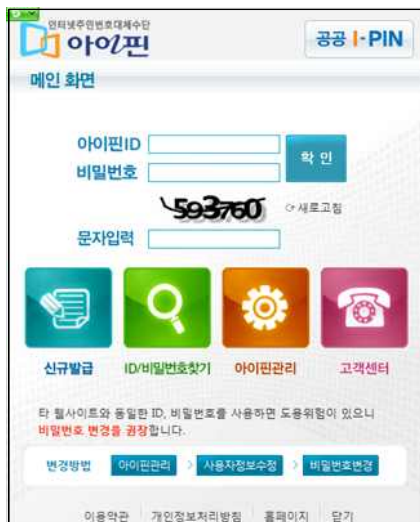 인터넷주민번호대체수단
아이핀
공공 I-PIN
메인 화면
아이핀ID
비밀번호
확 인
593760
새로고침
문자입력
신규발급
ID/비밀번호찾기
아이핀관리
고객센터
타 웹사이트와 동일한 ID, 비밀번호를 사용하면 도용위험이 있으니
비밀번호 변경을 권장합니다.
변경방법
아이핀관리
사용자정보수정
비밀번호변경
이용약관
개인정보처리방침
홈페이지
닫기